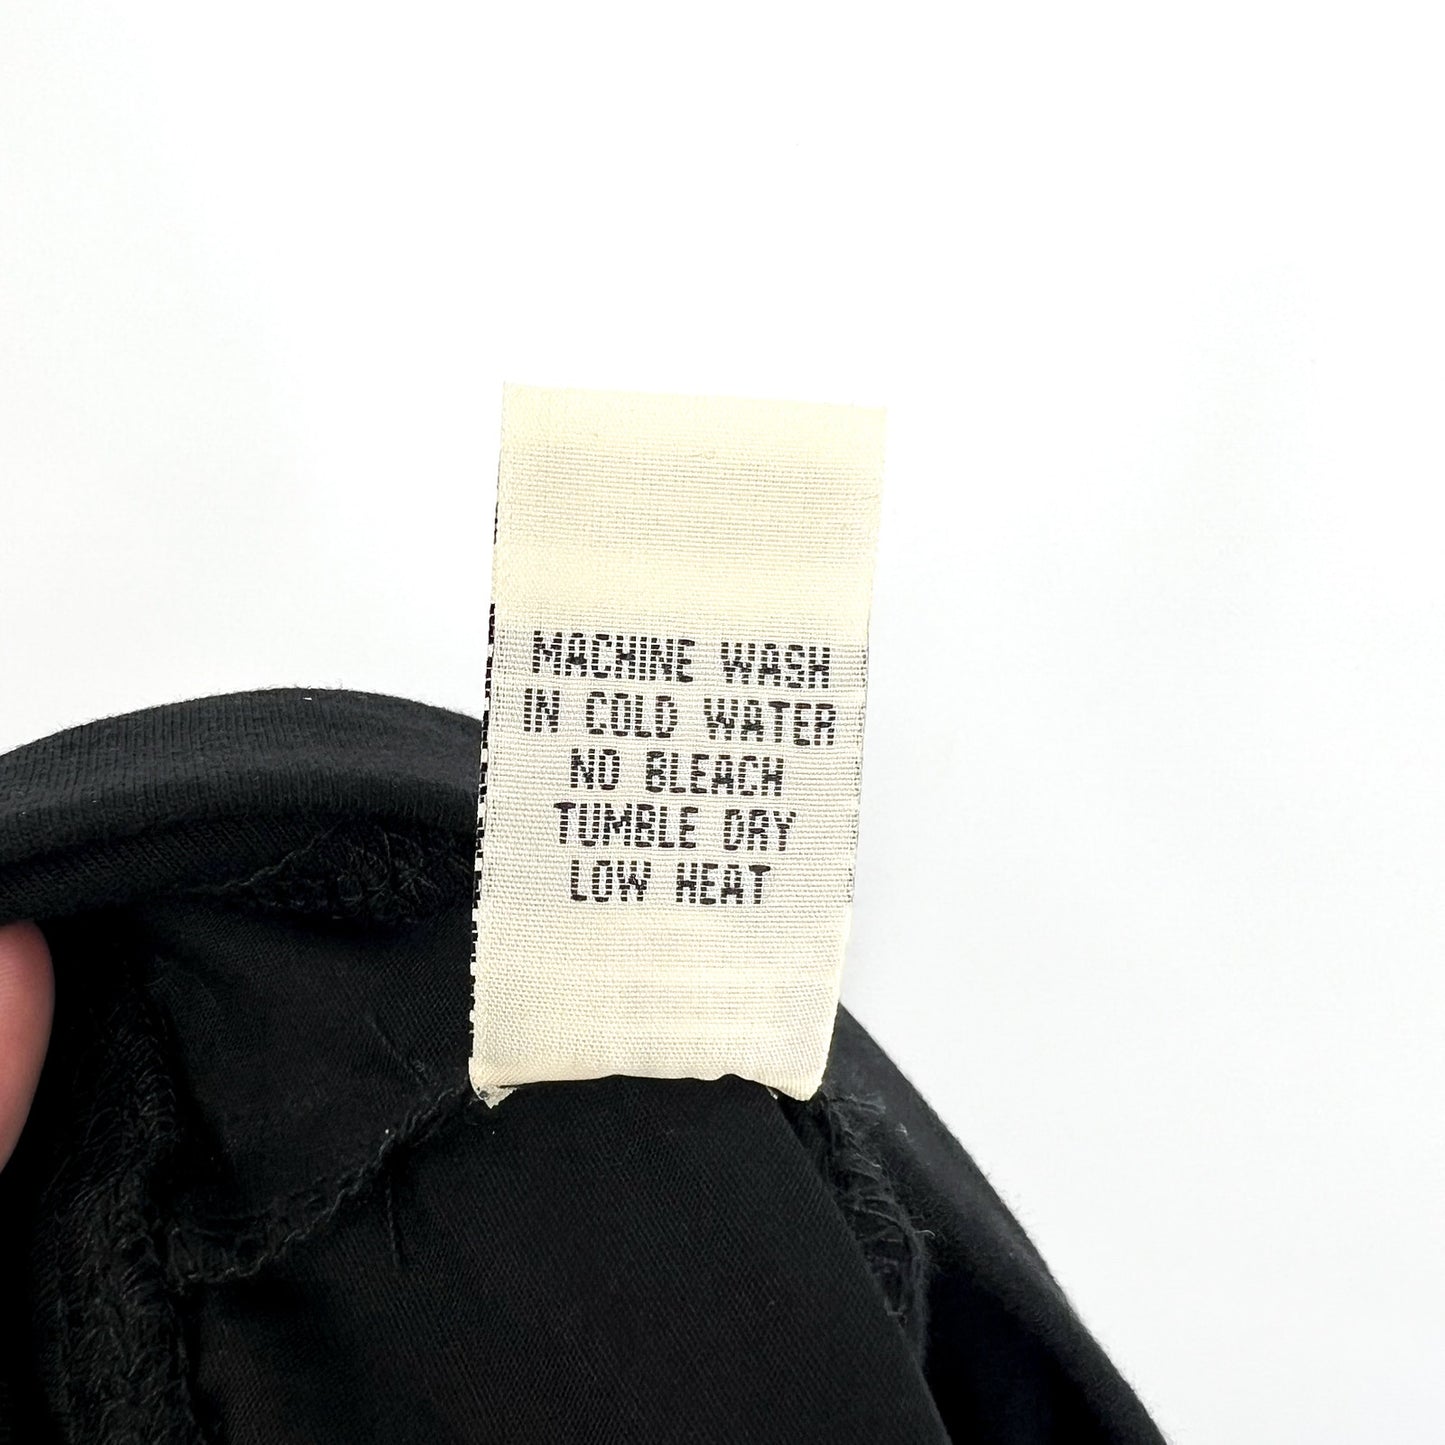 MACHINE WASH
IN COLD WATER
NO BLEACH
TUMBLE DRY
LOW HEAT